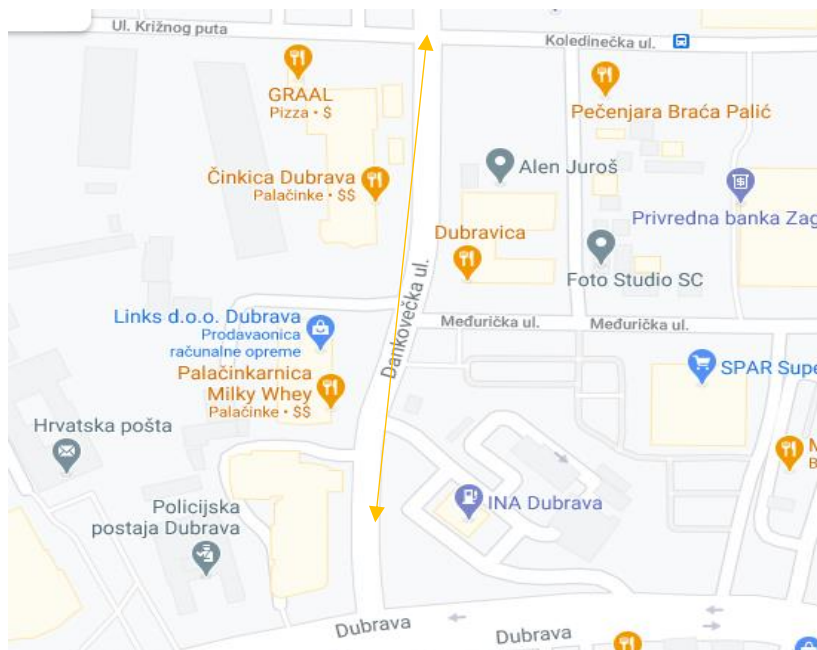 Ul. Križnog puta
Koledinečka ul.
GRAAL
Pizza • $
Pečenjara Braća Palić
Činkica Dubrava
Palačinke • $$
Alen Juroš
Privredna banka Zag
Dubravica
Foto Studio SC
Dankovečka ul.
Links d.o.o. Dubrava
Prodavaonica
računalne opreme
Međurička ul.
Međurička ul.
Palačinkarnica
Milky Whey
Palačinke • $$
SPAR Supe
Hrvatska pošta
M
B
INA Dubrava
Policijska
postaja Dubrava
Dubrava
Dubrava